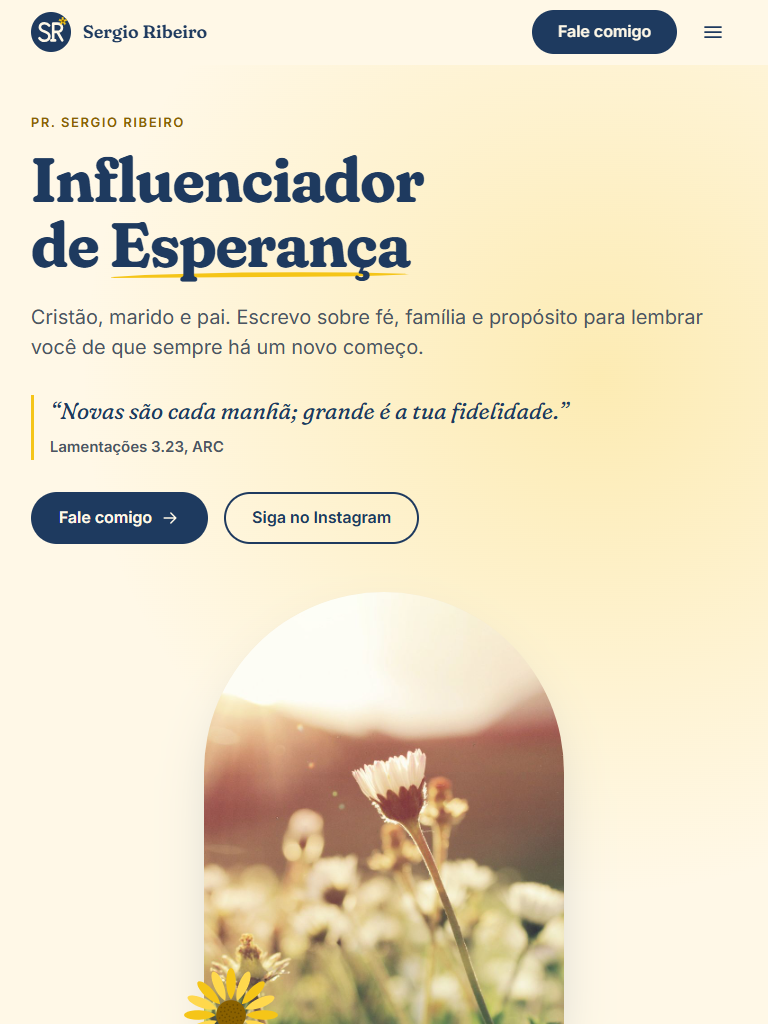 SR
Sergio Ribeiro
Fale comigo
PR. SERGIO RIBEIRO
Influenciador
de Esperança
Cristão, marido e pai. Escrevo sobre fé, família e propósito para lembrar
você de que sempre há um novo começo.
“Novas são cada manhã; grande é a tua fidelidade.”
Lamentações 3.23, ARC
Fale comigo →
Siga no Instagram